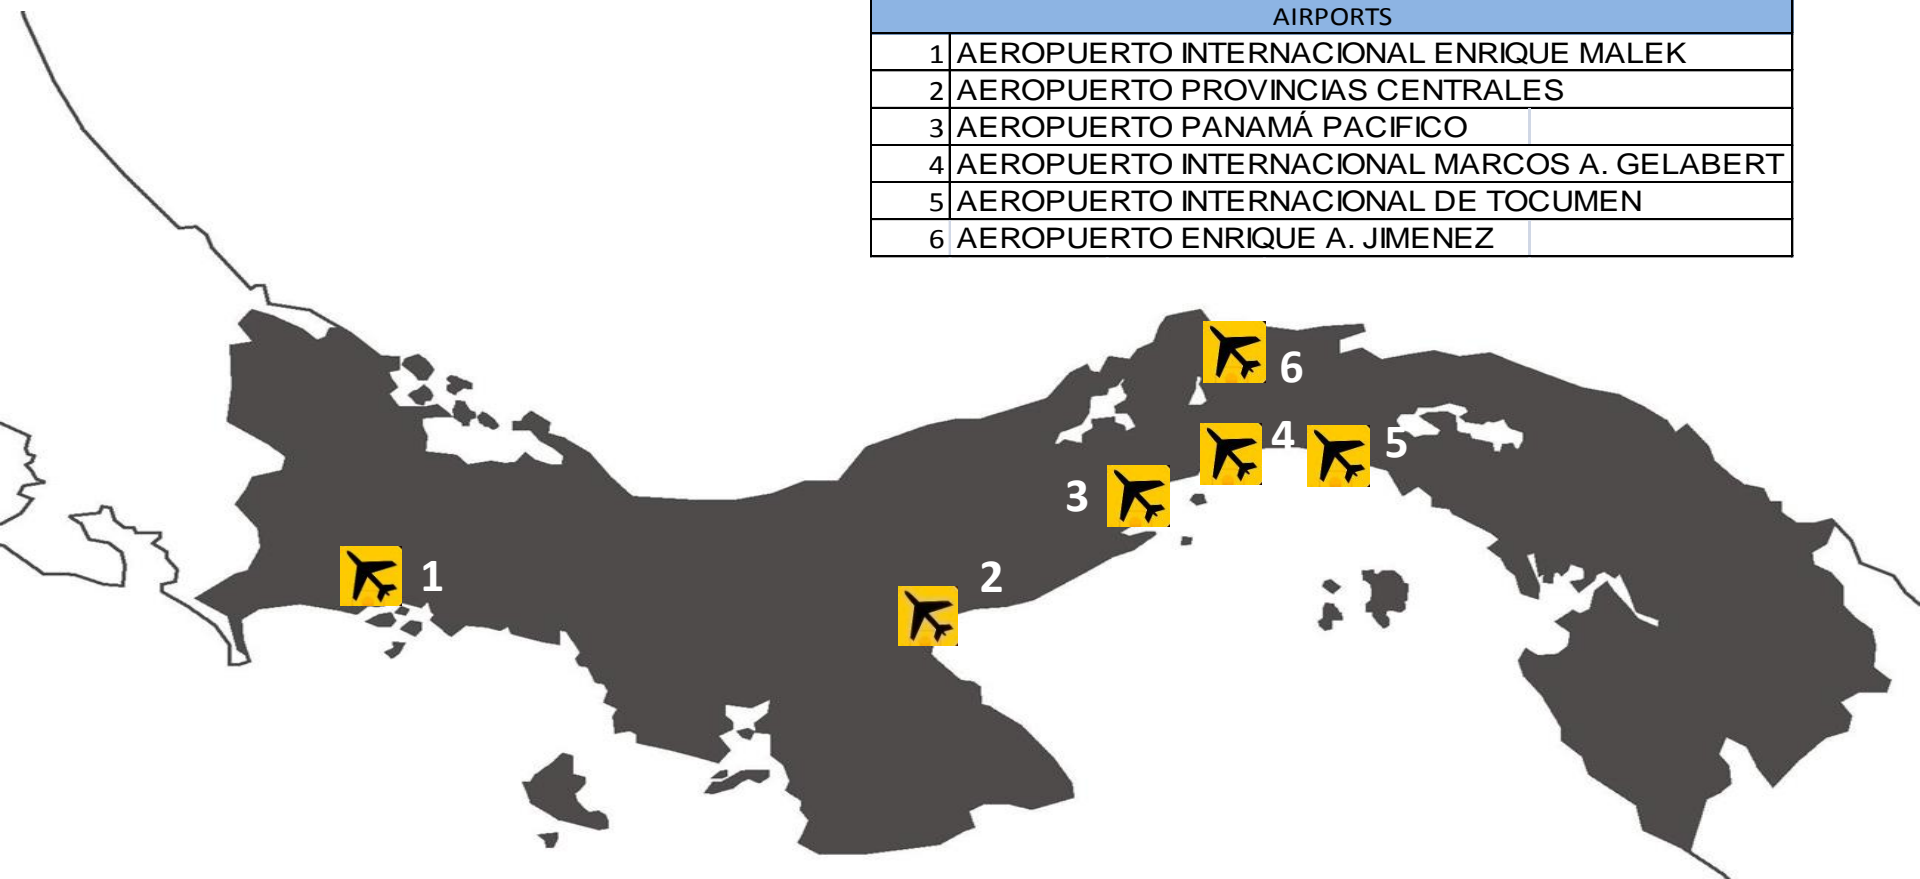 AIRPORTS
1 AEROPUERTO INTERNACIONAL ENRIQUE MALEK
2 AEROPUERTO PROVINCIAS CENTRALES
3 AEROPUERTO PANAMÁ PACIFICO
4 AEROPUERTO INTERNACIONAL MARCOS A. GELABERT
5 AEROPUERTO INTERNACIONAL DE TOCUMEN
6 AEROPUERTO ENRIQUE A. JIMENEZ
6
4
5
3
1
2